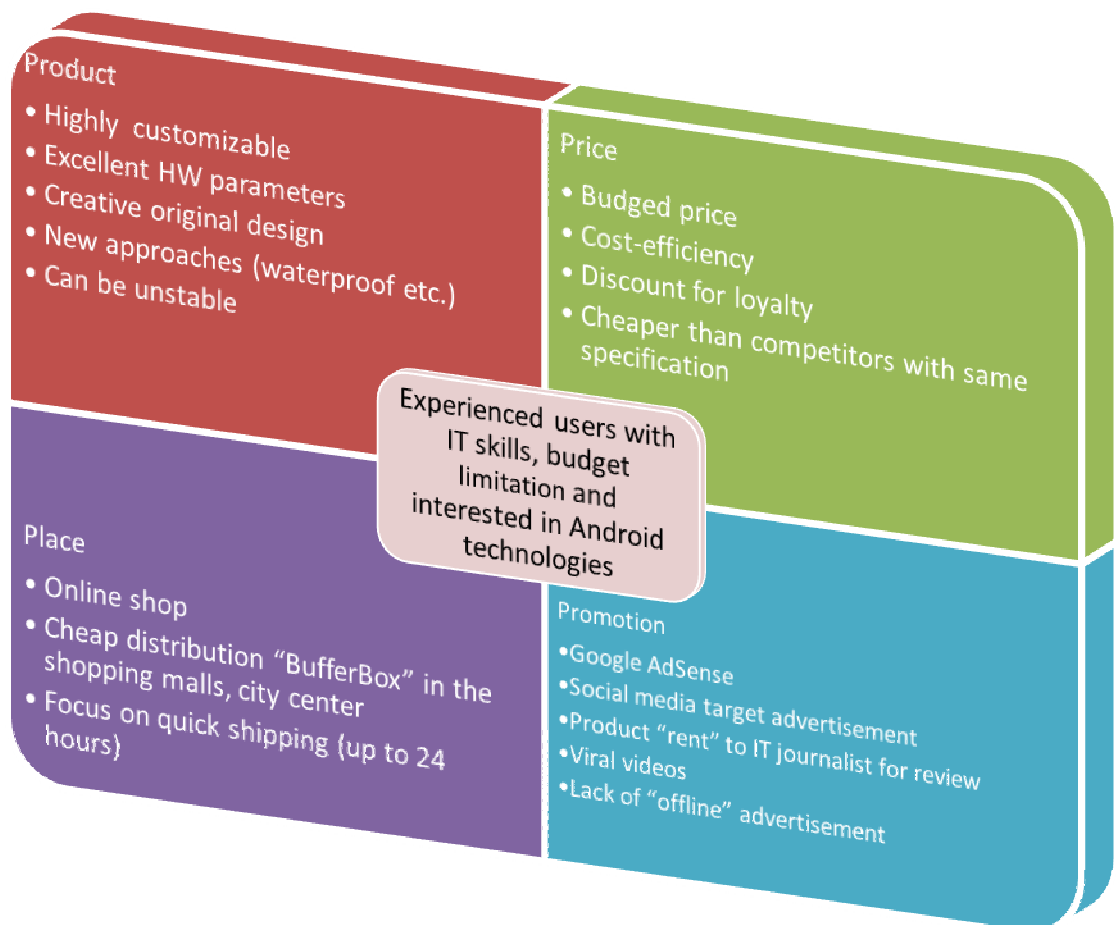 Product
• Highly customizable
• Excellent HW parameters
• Creative original design
• New approaches (waterproof etc.)
• Can be unstable
Price
• Budged price
• Cost-efficiency
• Discount for loyalty
• Cheaper than competitors with same
specification
Experienced users with
IT skills, budget
limitation and
interested in Android
technologies
Place
• Online shop
• Cheap distribution “BufferBox” in the
shopping malls, city center
• Focus on quick shipping (up to 24
hours)
Promotion
•Google AdSense
•Social media target advertisement
•Product “rent” to IT journalist for review
•Viral videos
•Lack of “offline” advertisement